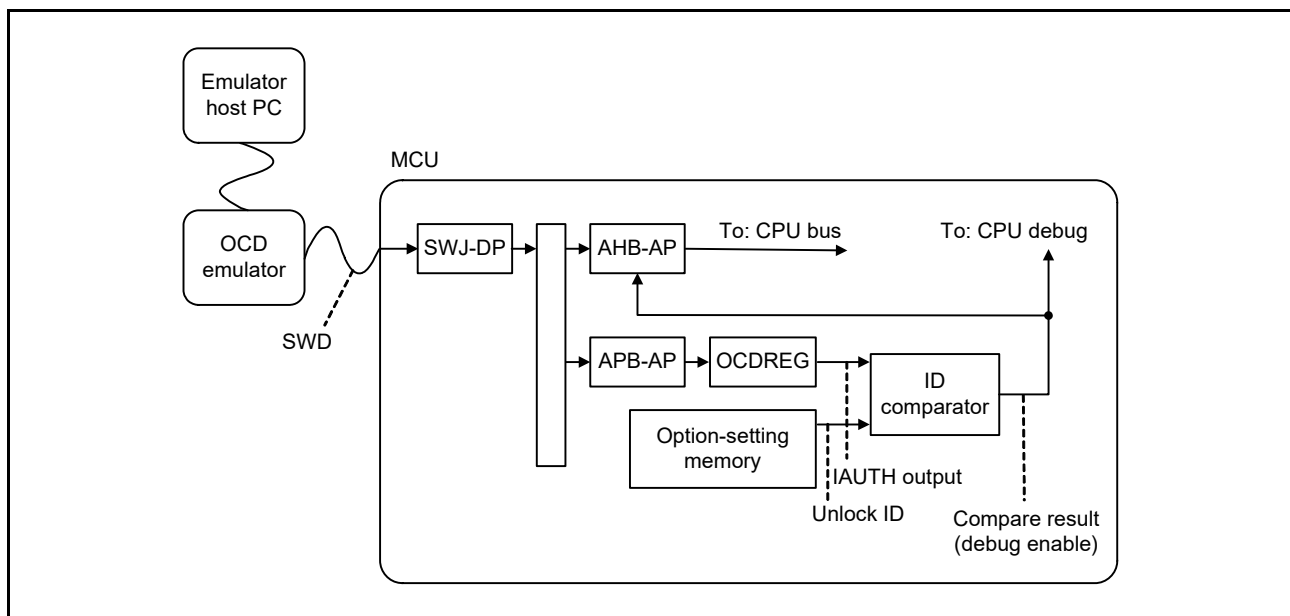 Emulator
host PC
MCU
OCD
emulator
SWJ-DP
AHB-AP
To: CPU bus
To: CPU debug
SWD
APB-AP
OCDREG
ID
comparator
Option-setting
memory
IAUTH output
Unlock ID
Compare result
(debug enable)